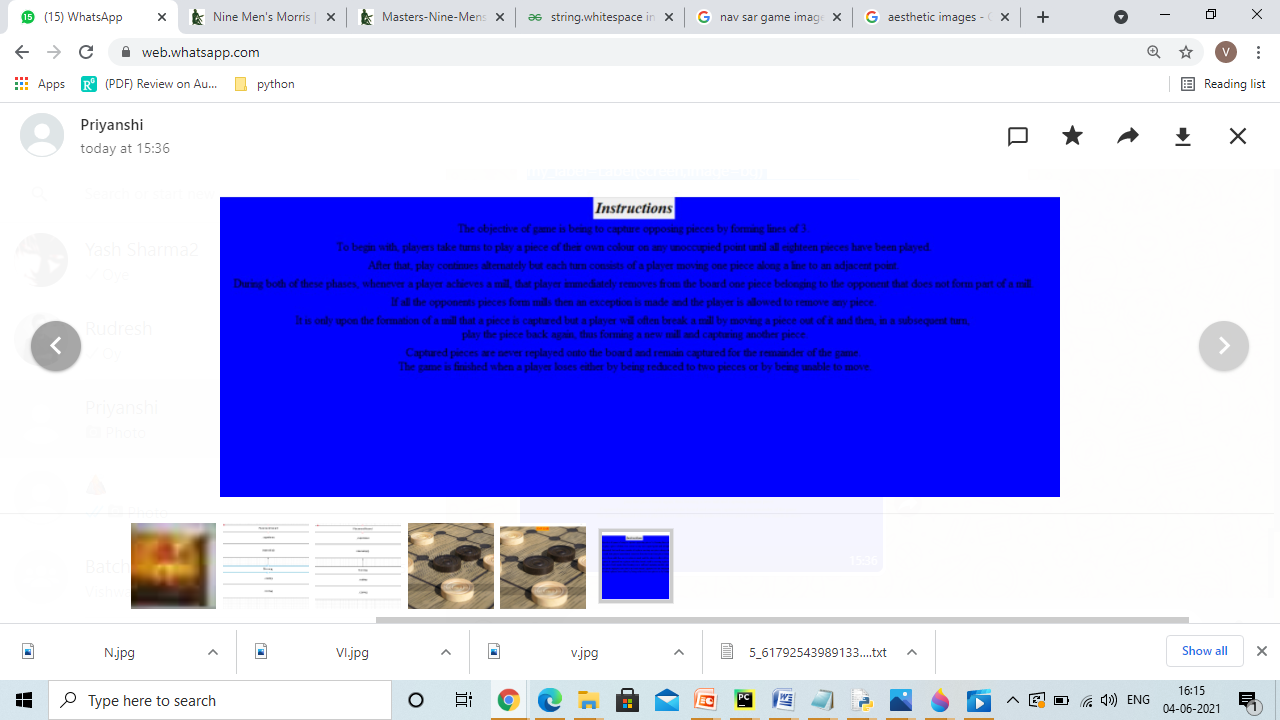 (15) WhatsApp
Nine Men's Morris |
Masters-Nine-Mens
string.whitespace in
nav sar game image
aesthetic images - G
web.whatsapp.com
V
Apps
(PDF) Review on Au...
python
Reading list
Priyanshi
today at 15:36
Instructions
The objective of game is being to capture opposing pieces by forming lines of 3.
To begin with, players take turns to play a piece of their own colour on any unoccupied point until all eighteen pieces have been played.
After that, play continues alternately but each turn consists of a player moving one piece along a line to an adjacent point.
During both of these phases, whenever a player achieves a mill, that player immediately removes from the board one piece belonging to the opponent that does not form part of a mill
If all the opponents pieces form mills then an exception is made and the player is allowed to remove any piece.
It is only upon the formation of a mill that a piece is captured but a player will often break a mill by moving a piece out of it and then, in a subsequent turn,
play the piece back again, thus forming a new mill and capturing another piece.
Captured pieces are never replayed onto the board and remain captured for the remainder of the game.
The game is finished when a player loses either by being reduced to two pieces or by being unable to move.
Yash Sharma2
Rudresh
Priyanshi
Photo
Batch
15:36
N.jpg
VI.jpg
v.jpg
5_61792543989133....txt
Show all
Type here to search
ENG
16:15
04-06-2021
1